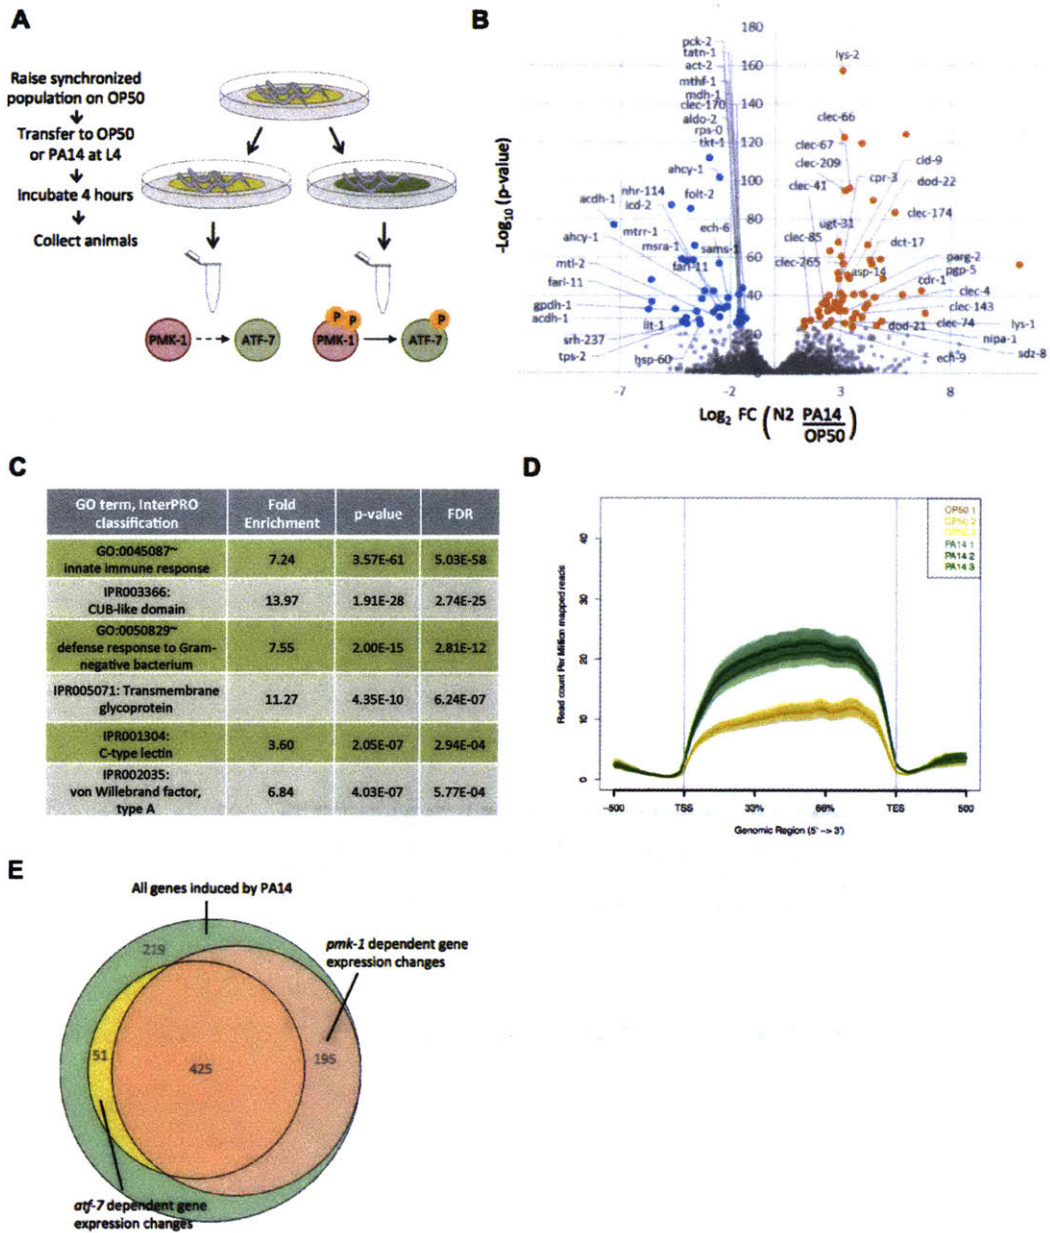 A
Raise synchronized
population on OP50
Transfer to OP50
or PA14 at L4
Incubate 4 hours
Collect animals
PMK-1
ATF-7
P
P
PMK-1
P
ATF-7
B
-Log10 (p-value)
180
160
140
120
100
80
60
40
20
0
-7
-2
3
8
Log2 FC (N2 PA14
OP50)
pck-2
tatn-1
act-2
mthf-1
mdh-1
clec-170
aldo-2
rps-0
tkt-1
ahcy-1
nhr-114
acdh-1
icd-2
folt-2
mtrr-1
ech-6
ahcy-1
msra-1
sams-1
mtl-2
farl-11
farl-11
gpdh-1
acdh-1
lit-1
srh-237
tps-2
hsp-60
lys-2
clec-66
clec-67
clec-209
cld-9
cpr-3
dod-22
clec-41
clec-174
ugt-31
clec-85
dct-17
clec-265
asp-14
parg-2
pgp-5
cdr-1
clec-4
clec-143
dod-21
clec-74
lys-1
nipa-1
ech-9
sdz-8
C
GO term, InterPRO
classification
Fold
Enrichment
p-value
FDR
GO:0045087~
innate immune response
7.24
3.57E-61
5.03E-58
IPR003366:
CUB-like domain
13.97
1.91E-28
2.74E-25
GO:0050829~
defense response to Gram-
negative bacterium
7.55
2.00E-15
2.81E-12
IPR005071: Transmembrane
glycoprotein
11.27
4.35E-10
6.24E-07
IPR001304:
C-type lectin
3.60
2.05E-07
2.94E-04
IPR002035:
von Willebrand factor,
type A
6.84
4.03E-07
5.77E-04
D
Read count Per Million mapped reads
40
30
20
10
0
OP50 1
OP50 2
OP50 3
PA14 1
PA14 2
PA14 3
-500
TSS
33%
66%
TES
500
Genomic Region (5' -> 3')
E
All genes induced by PA14
219
pmk-1 dependent gene
expression changes
51
425
195
atf-7 dependent gene
expression changes